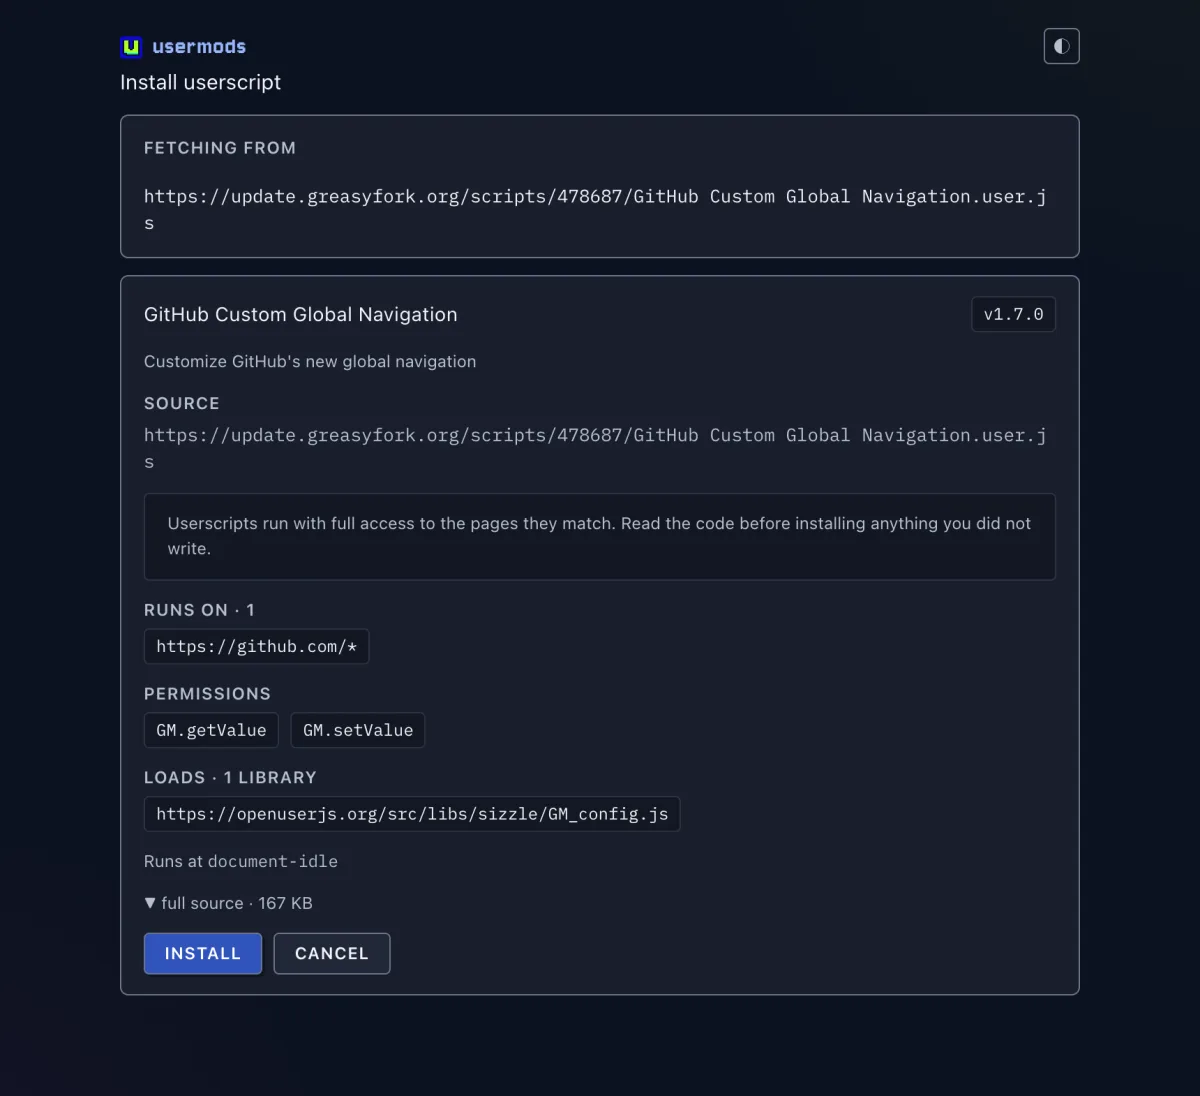 usermods
Install userscript
FETCHING FROM
https://update.greasyfork.org/scripts/478687/GitHub Custom Global Navigation.user.j
s
GitHub Custom Global Navigation
v1.7.0
Customize GitHub's new global navigation
SOURCE
https://update.greasyfork.org/scripts/478687/GitHub Custom Global Navigation.user.j
s
Userscripts run with full access to the pages they match. Read the code before installing anything you did not
write.
RUNS ON · 1
https://github.com/*
PERMISSIONS
GM.getValue GM.setValue
LOADS · 1 LIBRARY
https://openuserjs.org/src/libs/sizzle/GM_config.js
Runs at document-idle
▼ full source · 167 KB
INSTALL CANCEL